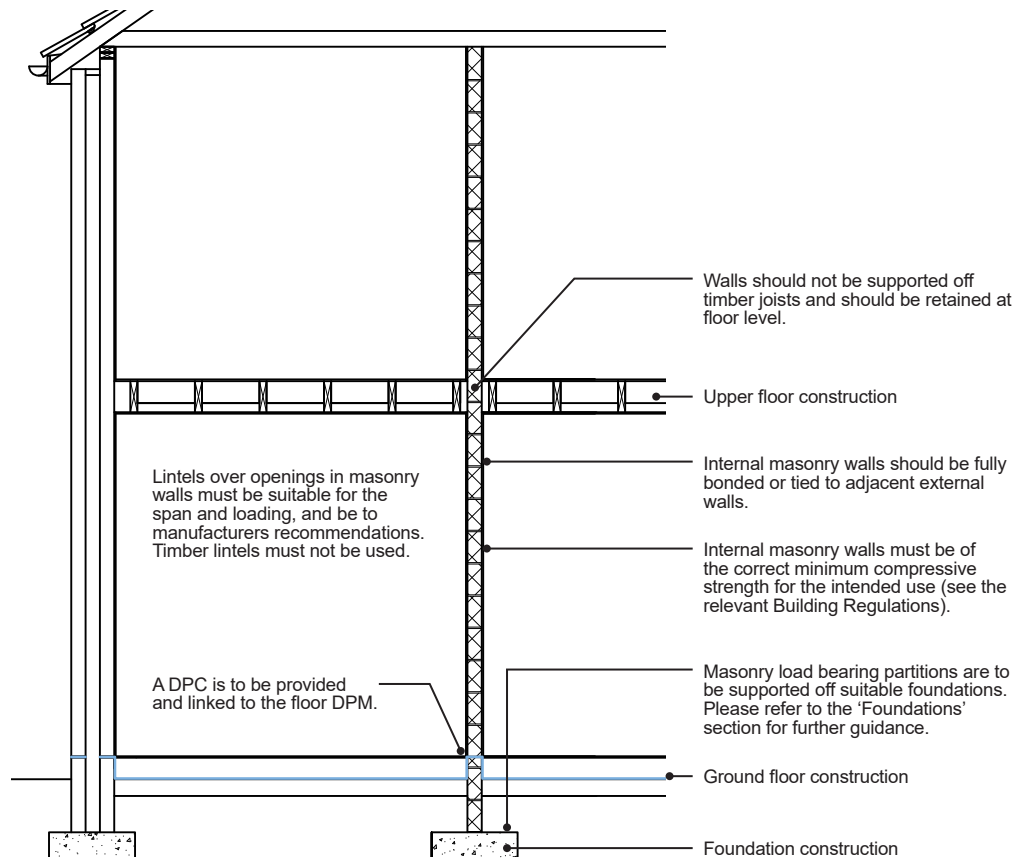 Walls should not be supported off
timber joists and should be retained at
floor level.
Upper floor construction
Lintels over openings in masonry
walls must be suitable for the
span and loading, and be to
manufacturers recommendations.
Timber lintels must not be used.
Internal masonry walls should be fully
bonded or tied to adjacent external
walls.
Internal masonry walls must be of
the correct minimum compressive
strength for the intended use (see the
relevant Building Regulations).
A DPC is to be provided
and linked to the floor DPM.
Masonry load bearing partitions are to
be supported off suitable foundations.
Please refer to the ‘Foundations’
section for further guidance.
Ground floor construction
Foundation construction